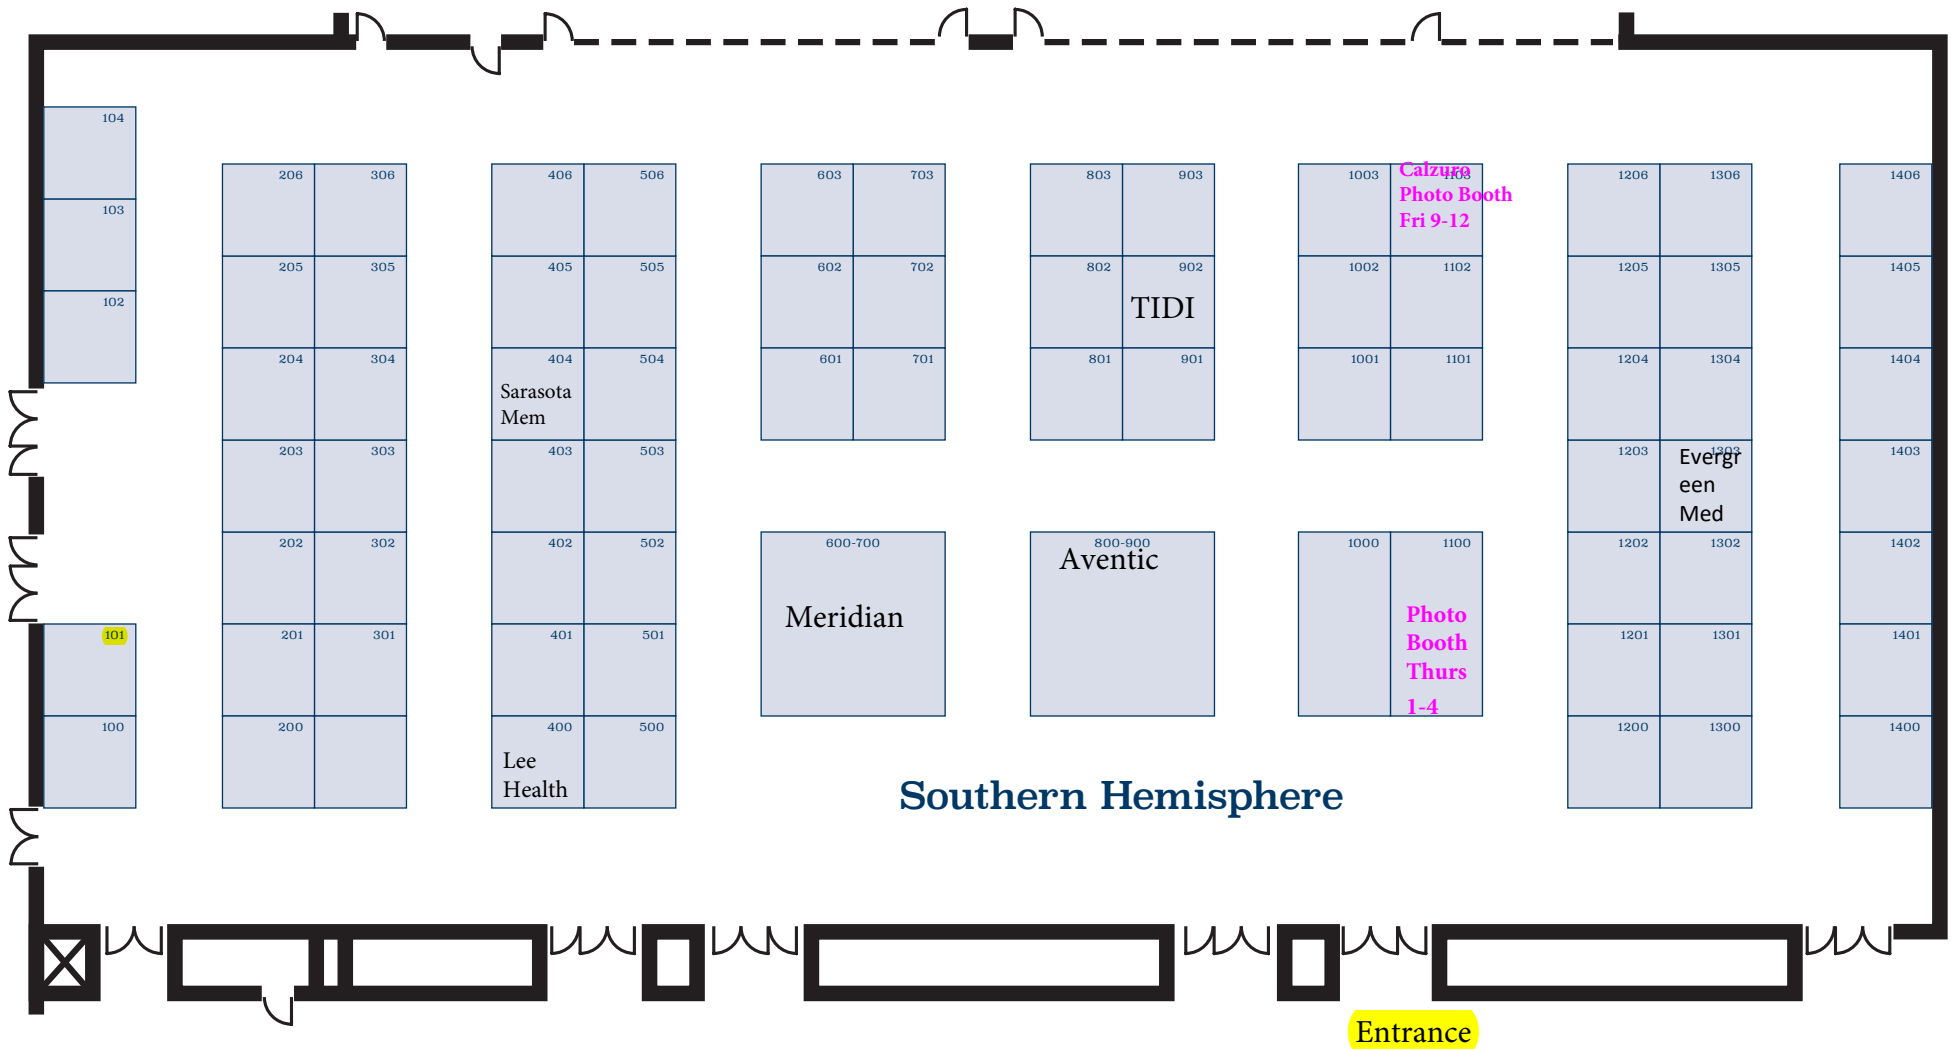 104
103
102
206 306 406 506 603 703 803 903 1003 1103 1206 1306 1406
Calzuro
Photo Booth
Fri 9-12
205 305 405 505 602 702 802 902 1002 1102 1205 1305 1405
TIDI
204 304 404 504 601 701 801 901 1001 1101 1204 1304 1404
Sarasota
Mem
203 303 403 503 1203 1303 1403
Evergr
een
Med
202 302 402 502 600-700 800-900 1000 1100 1202 1302 1402
Aventic
Meridian
Photo
Booth
Thurs
1-4
101 201 301 401 501 1201 1301 1401
100 200 400 500 1200 1300 1400
Lee
Health
Southern Hemisphere
Entrance